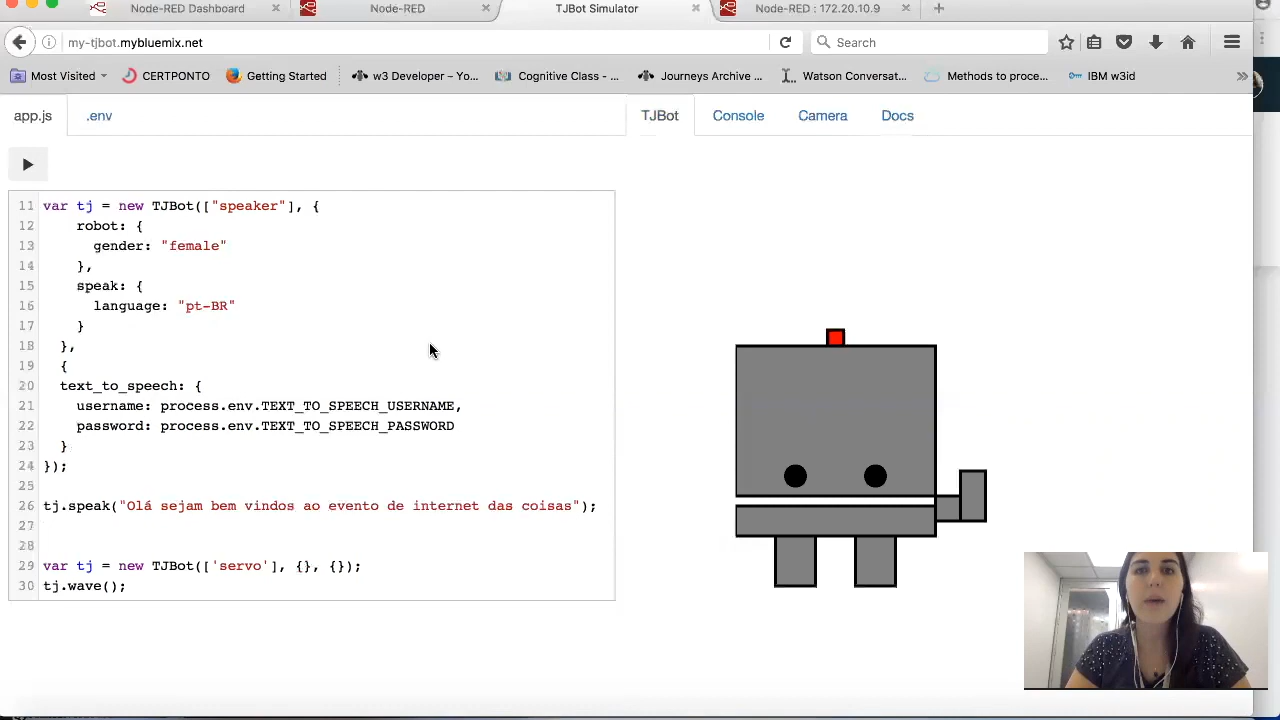 Node-RED Dashboard
Node-RED
TJBot Simulator
Node-RED : 172.20.10.9
my-tjbot.mybluemix.net
Search
Most Visited
CERTPONTO
Getting Started
w3 Developer – Yo...
Cognitive Class - ...
Journeys Archive ...
Watson Conversat...
Methods to proce...
IBM w3id
app.js
.env
TJBot
Console
Camera
Docs
11 var tj = new TJBot(["speaker"], {
12 robot: {
13 gender: "female"
14 },
15 speak: {
16 language: "pt-BR"
17 }
18 },
19 {
20 text_to_speech: {
21 username: process.env.TEXT_TO_SPEECH_USERNAME,
22 password: process.env.TEXT_TO_SPEECH_PASSWORD
23 }
24 });
25
26 tj.speak("Olá sejam bem vindos ao evento de internet das coisas");
27
28
29 var tj = new TJBot(['servo'], {}, {});
30 tj.wave();